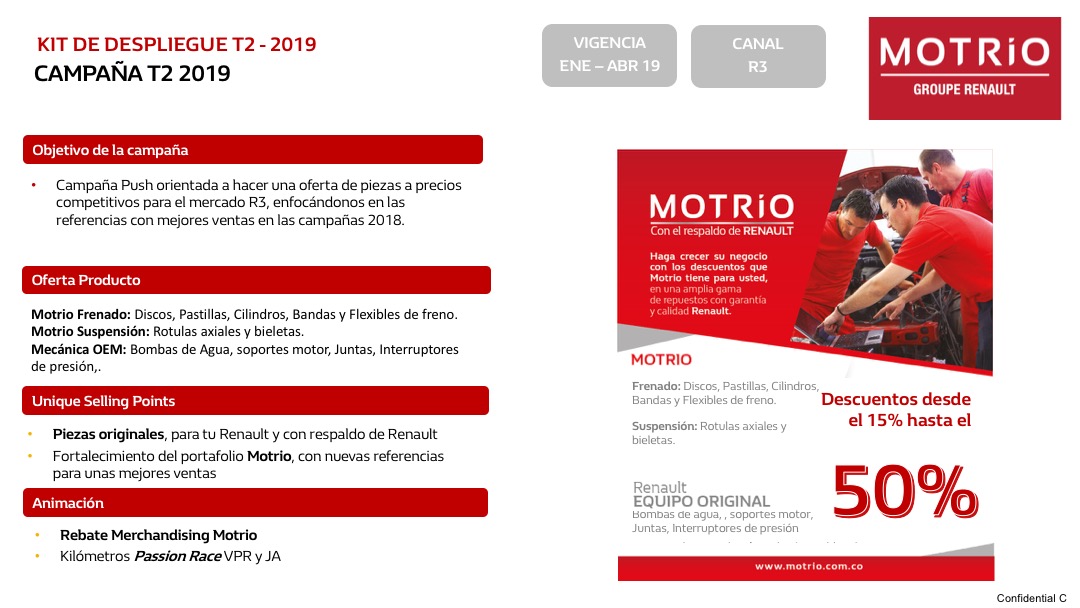 KIT DE DESPLIEGUE T2 - 2019
CAMPAÑA T2 2019
VIGENCIA
ENE – ABR 19
CANAL
R3
MOTRIO
GROUPE RENAULT
Objetivo de la campaña
• Campaña Push orientada a hacer una oferta de piezas a precios
competitivos para el mercado R3, enfocándonos en las
referencias con mejores ventas en las campañas 2018.
Oferta Producto
Motrio Frenado: Discos, Pastillas, Cilindros, Bandas y Flexibles de freno.
Motrio Suspensión: Rotulas axiales y bieletas.
Mecánica OEM: Bombas de Agua, soportes motor, Juntas, Interruptores
de presión,.
Unique Selling Points
• Piezas originales, para tu Renault y con respaldo de Renault
• Fortalecimiento del portafolio Motrio, con nuevas referencias
para unas mejores ventas
Animación
• Rebate Merchandising Motrio
• Kilómetros Passion Race VPR y JA
MOTRIO
Con el respaldo de RENAULT
Haga crecer su negocio
con los descuentos que
Motrio tiene para usted,
en una amplia gama
de repuestos con garantía
y calidad Renault.
MOTRIO
Frenado: Discos, Pastillas, Cilindros,
Bandas y Flexibles de freno.
Suspensión: Rotulas axiales y
bieletas.
Descuentos desde
el 15% hasta el
50%
Renault
EQUIPO ORIGINAL
Bombas de agua, , soportes motor,
Juntas, Interruptores de presión
www.motrio.com.co
Confidential C